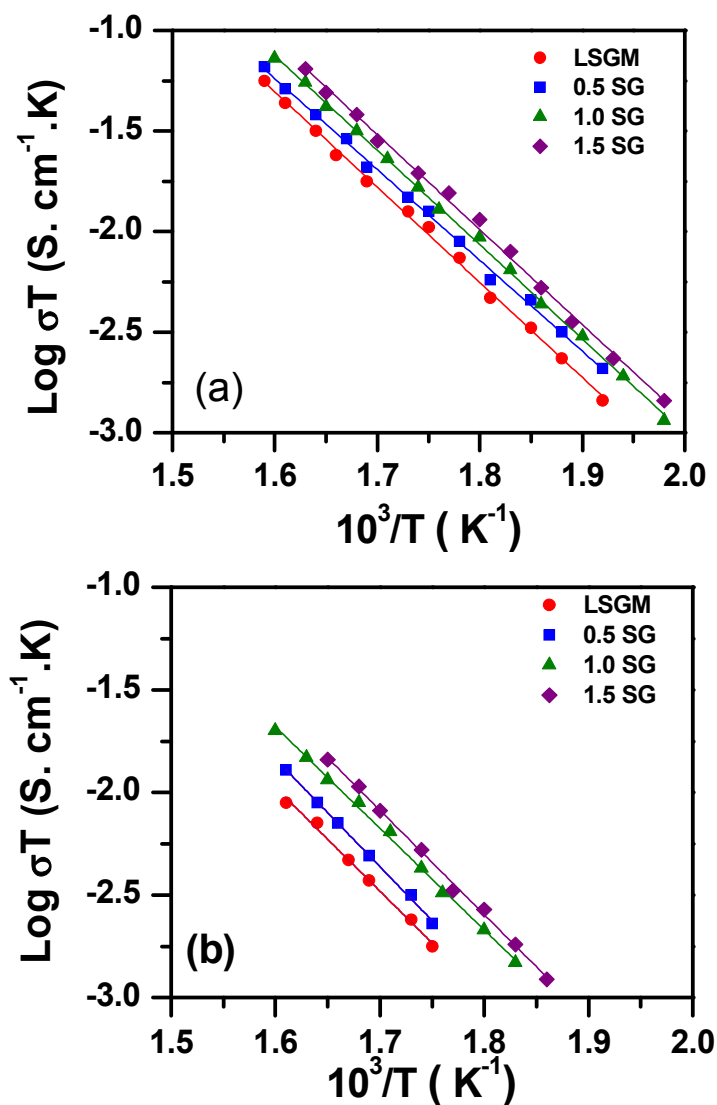 -1.0
-1.5
-2.0
-2.5
-3.0
Log σT (S. cm⁻¹.K)
LSGM
0.5 SG
1.0 SG
1.5 SG
(a)
1.5 1.6 1.7 1.8 1.9 2.0
10³/T ( K⁻¹)
-1.0
-1.5
-2.0
-2.5
-3.0
Log σT (S. cm⁻¹.K)
LSGM
0.5 SG
1.0 SG
1.5 SG
(b)
1.5 1.6 1.7 1.8 1.9 2.0
10³/T ( K⁻¹)